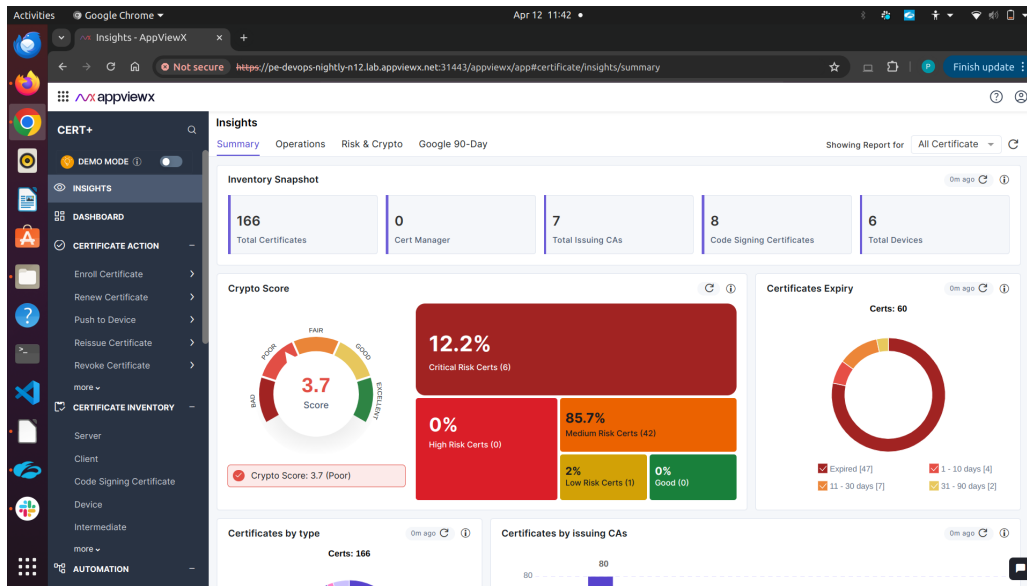 Activities
Google Chrome
Apr 12 11:42
Insights - AppViewX
Not secure https://pe-devops-nightly-n12.lab.appviewx.net:31443/appviewx/app#certificate/insights/summary
P
Finish update
appviewx
CERT+
DEMO MODE
INSIGHTS
DASHBOARD
CERTIFICATE ACTION
Enroll Certificate
Renew Certificate
Push to Device
Reissue Certificate
Revoke Certificate
more
CERTIFICATE INVENTORY
Server
Client
Code Signing Certificate
Device
Intermediate
more
AUTOMATION
Insights
Summary Operations Risk & Crypto Google 90-Day
Showing Report for All Certificate
Inventory Snapshot
0m ago
166
Total Certificates
0
Cert Manager
7
Total Issuing CAs
8
Code Signing Certificates
6
Total Devices
Crypto Score
BAD
POOR
FAIR
GOOD
EXCELLENT
3.7
Score
Crypto Score: 3.7 (Poor)
12.2%
Critical Risk Certs (6)
0%
High Risk Certs (0)
85.7%
Medium Risk Certs (42)
2%
Low Risk Certs (1)
0%
Good (0)
Certificates Expiry
0m ago
Certs: 60
Expired [47]
1 - 10 days [4]
11 - 30 days [7]
31 - 90 days [2]
Certificates by type
0m ago
Certs: 166
Certificates by issuing CAs
0m ago
80
80